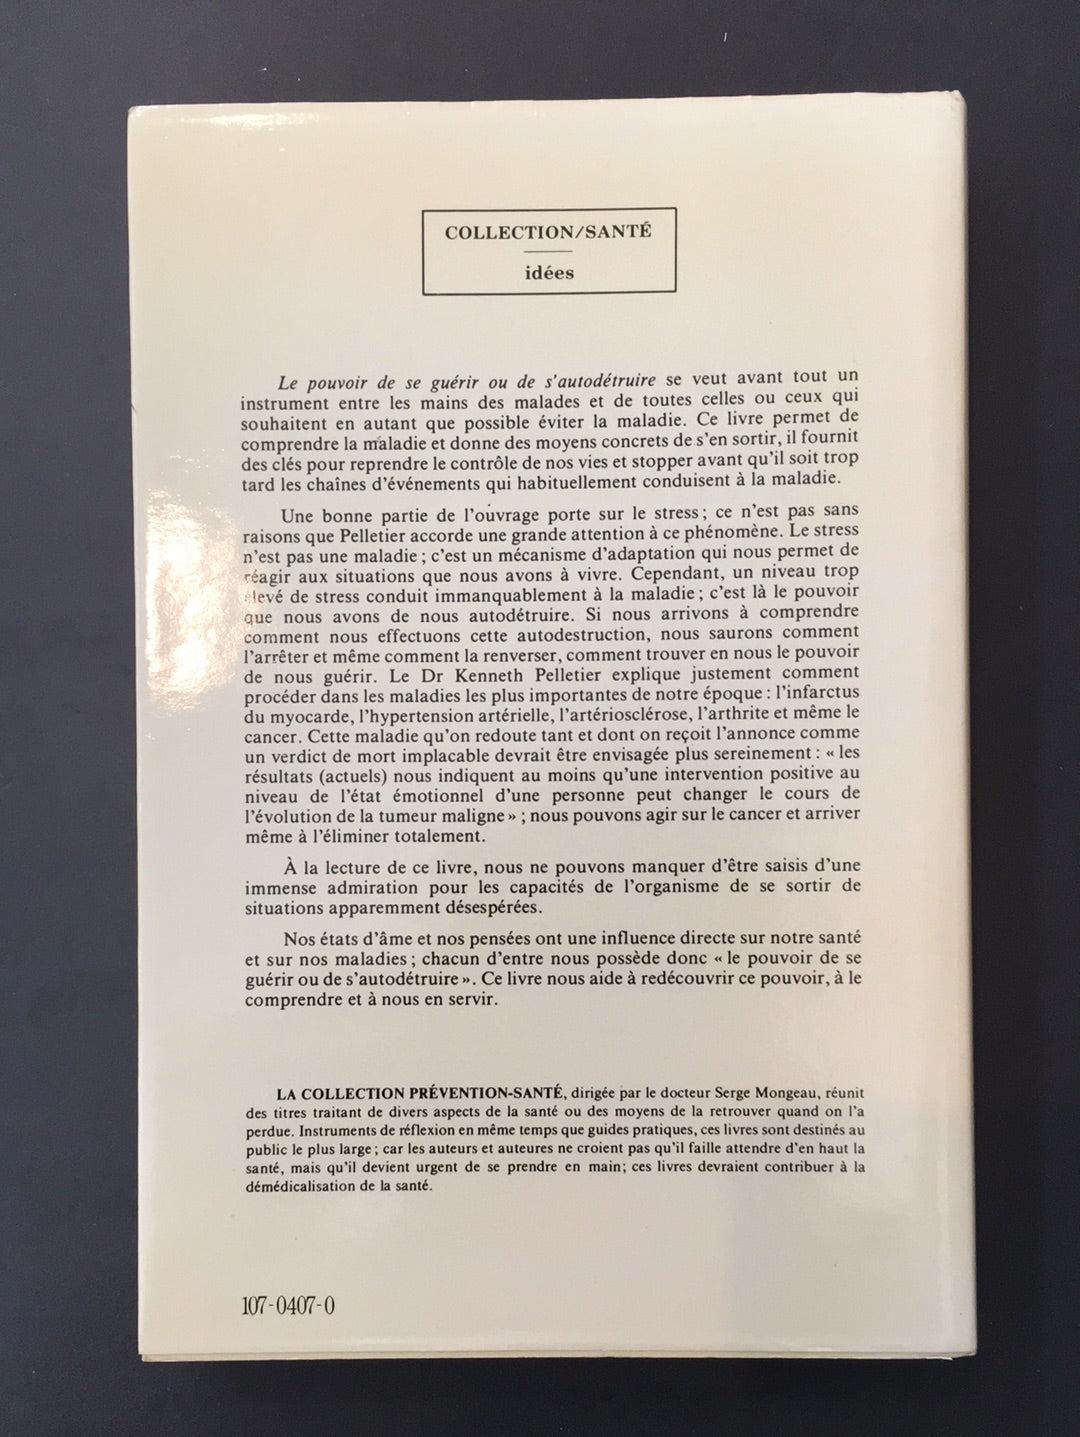 COLLECTION/SANTÉ
idées
Le pouvoir de se guérir ou de s'autodétruire se veut avant tout un
instrument entre les mains des malades et de toutes celles ou ceux qui
souhaitent en autant que possible éviter la maladie. Ce livre permet de
comprendre la maladie et donne des moyens concrets de s'en sortir, il fournit
des clés pour reprendre le contrôle de nos vies et stopper avant qu'il soit trop
tard les chaînes d'événements qui habituellement conduisent à la maladie.
Une bonne partie de l'ouvrage porte sur le stress ; ce n'est pas sans
raisons que Pelletier accorde une grande attention à ce phénomène. Le stress
n'est pas une maladie ; c'est un mécanisme d'adaptation qui nous permet de
réagir aux situations que nous avons à vivre. Cependant, un niveau trop
élevé de stress conduit immanquablement à la maladie ; c'est là le pouvoir
que nous avons de nous autodétruire. Si nous arrivons à comprendre
comment nous effectuons cette autodestruction, nous saurons comment
l'arrêter et même comment la renverser, comment trouver en nous le pouvoir
de nous guérir. Le Dr Kenneth Pelletier explique justement comment
procéder dans les maladies les plus importantes de notre époque : l'infarctus
du myocarde, l'hypertension artérielle, l'artériosclérose, l'arthrite et même le
cancer. Cette maladie qu'on redoute tant et dont on reçoit l'annonce comme
un verdict de mort implacable devrait être envisagée plus sereinement : « les
résultats (actuels) nous indiquent au moins qu'une intervention positive au
niveau de l'état émotionnel d'une personne peut changer le cours de
l'évolution de la tumeur maligne » ; nous pouvons agir sur le cancer et arriver
même à l'éliminer totalement.
À la lecture de ce livre, nous ne pouvons manquer d'être saisis d'une
immense admiration pour les capacités de l'organisme de se sortir de
situations apparemment désespérées.
Nos états d'âme et nos pensées ont une influence directe sur notre santé
et sur nos maladies ; chacun d'entre nous possède donc « le pouvoir de se
guérir ou de s'autodétruire ». Ce livre nous aide à redécouvrir ce pouvoir, à le
comprendre et à nous en servir.
LA COLLECTION PRÉVENTION-SANTÉ, dirigée par le docteur Serge Mongeau, réunit
des titres traitant de divers aspects de la santé ou des moyens de la retrouver quand on l'a
perdue. Instruments de réflexion en même temps que guides pratiques, ces livres sont destinés au
public le plus large ; car les auteurs et auteures ne croient pas qu'il faille attendre d'en haut la
santé, mais qu'il devient urgent de se prendre en main; ces livres devraient contribuer à la
démédicalisation de la santé.
107-0407-0